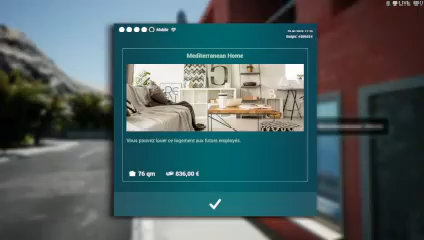 Mobile
Mediterranean Home
Vous pouvez louer ce logement aux futurs employés.
76 qm
836,00 €